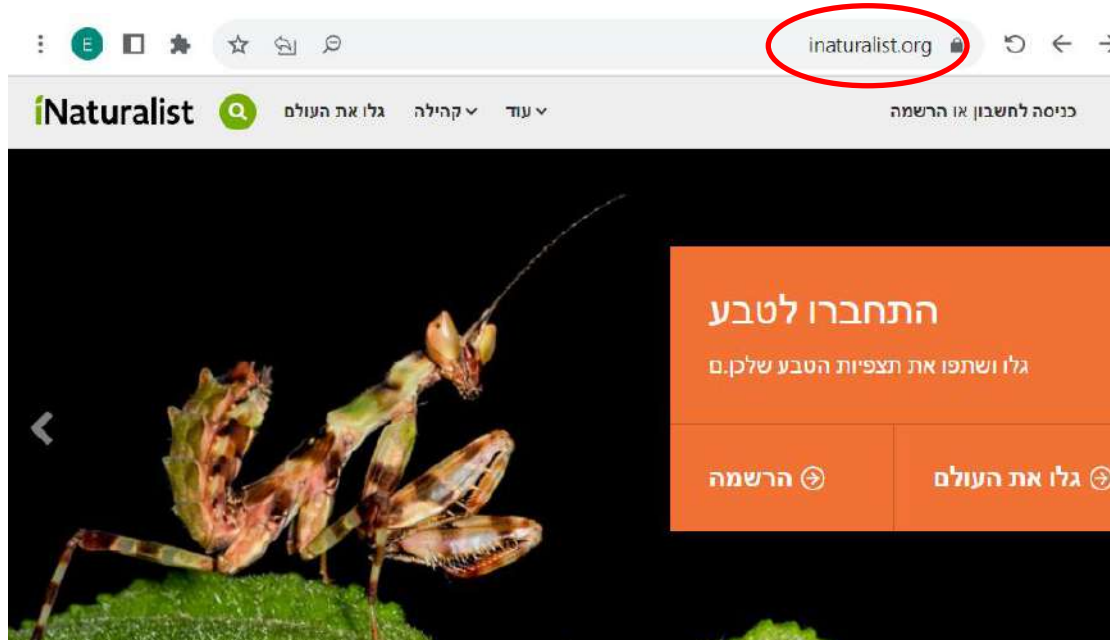 inaturalist.org
E
כניסה לחשבון או הרשמה
עוד
קהילה
גלו את העולם
iNaturalist
התחברו לטבע
גלו ושתפו את תצפיות הטבע שלכן.ם
גלו את העולם
הרשמה